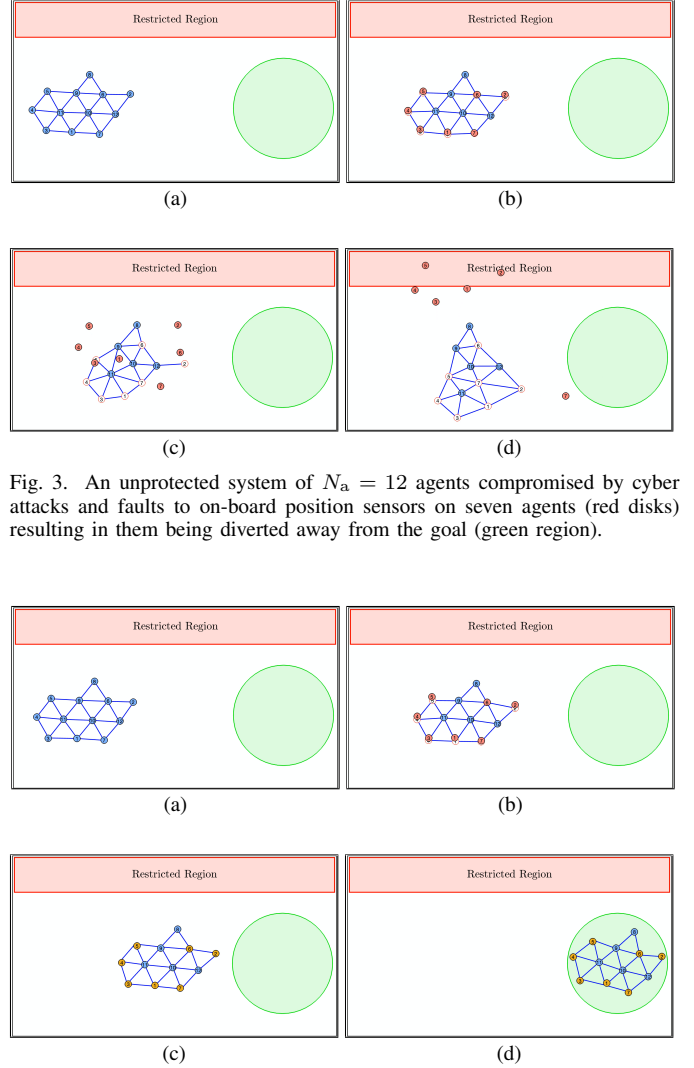 Restricted Region
Restricted Region
(a)
(b)
Restricted Region
Restricted Region
(c)
(d)
Fig. 3. An unprotected system of Nₐ = 12 agents compromised by cyber
attacks and faults to on-board position sensors on seven agents (red disks)
resulting in them being diverted away from the goal (green region).
Restricted Region
Restricted Region
(a)
(b)
Restricted Region
Restricted Region
(c)
(d)